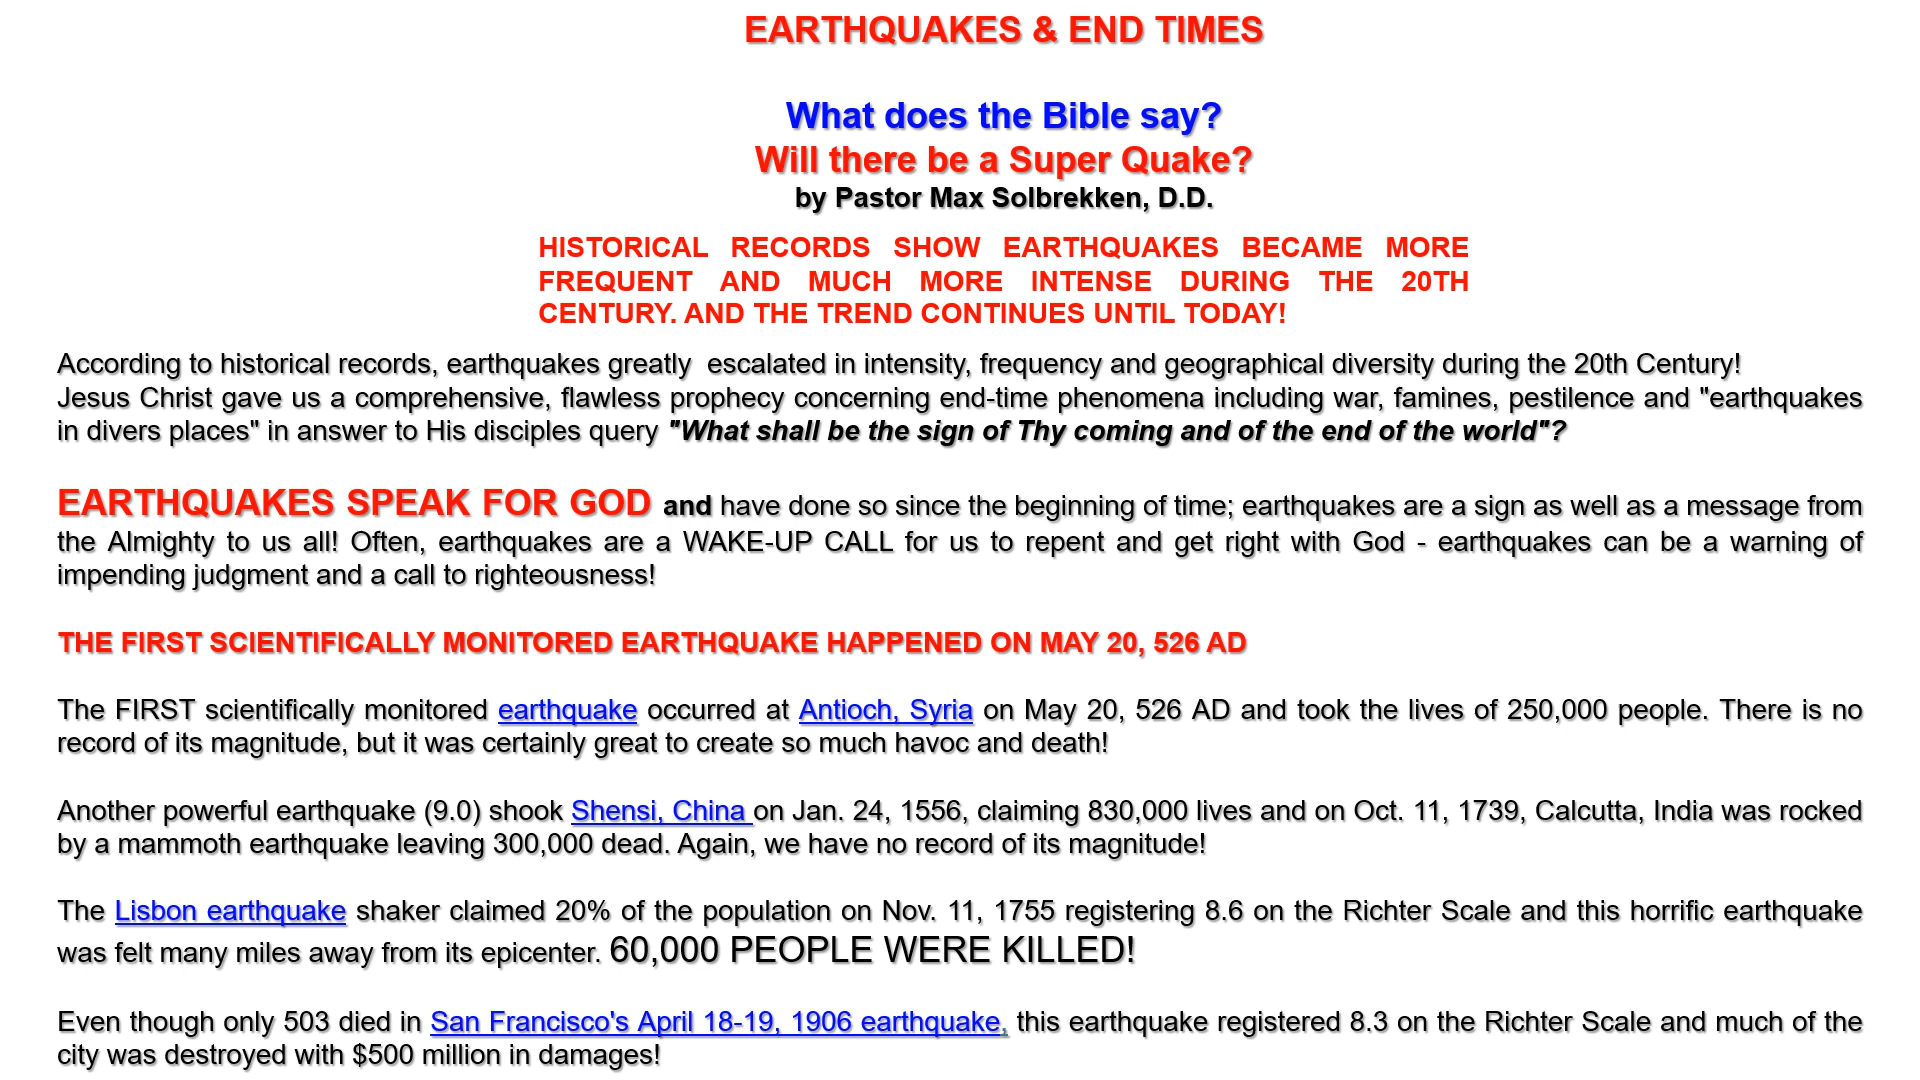 EARTHQUAKES & END TIMES
What does the Bible say?
Will there be a Super Quake?
by Pastor Max Solbrekken, D.D.
HISTORICAL RECORDS SHOW EARTHQUAKES BECAME MORE
FREQUENT AND MUCH MORE INTENSE DURING THE 20TH
CENTURY. AND THE TREND CONTINUES UNTIL TODAY!
According to historical records, earthquakes greatly  escalated in intensity, frequency and geographical diversity during the 20th Century!
Jesus Christ gave us a comprehensive, flawless prophecy concerning end-time phenomena including war, famines, pestilence and "earthquakes
in divers places" in answer to His disciples query "What shall be the sign of Thy coming and of the end of the world"?
EARTHQUAKES SPEAK FOR GOD and have done so since the beginning of time; earthquakes are a sign as well as a message from
the Almighty to us all! Often, earthquakes are a WAKE-UP CALL for us to repent and get right with God - earthquakes can be a warning of
impending judgment and a call to righteousness!
THE FIRST SCIENTIFICALLY MONITORED EARTHQUAKE HAPPENED ON MAY 20, 526 AD
The FIRST scientifically monitored earthquake occurred at Antioch, Syria on May 20, 526 AD and took the lives of 250,000 people. There is no
record of its magnitude, but it was certainly great to create so much havoc and death!
Another powerful earthquake (9.0) shook Shensi, China on Jan. 24, 1556, claiming 830,000 lives and on Oct. 11, 1739, Calcutta, India was rocked
by a mammoth earthquake leaving 300,000 dead. Again, we have no record of its magnitude!
The Lisbon earthquake shaker claimed 20% of the population on Nov. 11, 1755 registering 8.6 on the Richter Scale and this horrific earthquake
was felt many miles away from its epicenter. 60,000 PEOPLE WERE KILLED!
Even though only 503 died in San Francisco's April 18-19, 1906 earthquake, this earthquake registered 8.3 on the Richter Scale and much of the
city was destroyed with $500 million in damages!